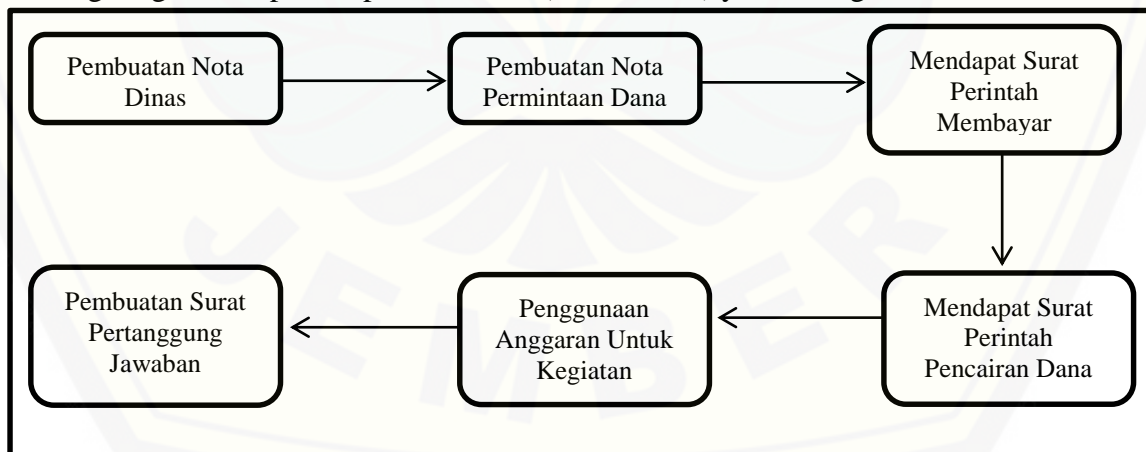 Pembuatan Nota
Dinas
Pembuatan Nota
Permintaan Dana
Mendapat Surat
Perintah
Membayar
Mendapat Surat
Perintah
Pencairan Dana
Penggunaan
Anggaran Untuk
Kegiatan
Pembuatan Surat
Pertanggung
Jawaban
JEMBER